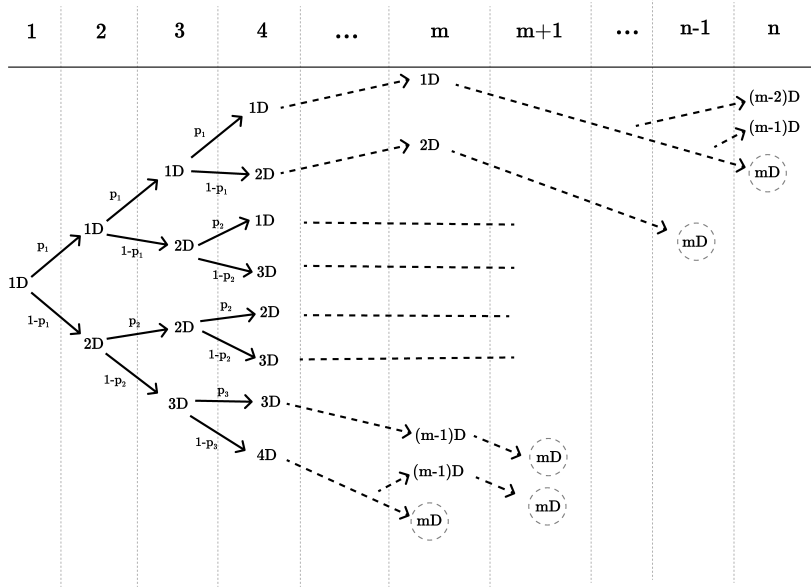 1 2 3 4 ... m m+1 ... n-1 n
1D
(m-2)D
1D
(m-1)D
p₁
2D
1D
mD
p₁
1-p₁
2D
1D
p₂
1D
1D
1-p₁
2D
mD
p₁
1-p₂
3D
1D
p₂
2D
1-p₁
2D
2D
p₂
1-p₂
3D
1-p₂
p₃
3D
3D
(m-1)D
1-p₃
4D
mD
(m-1)D
mD
mD